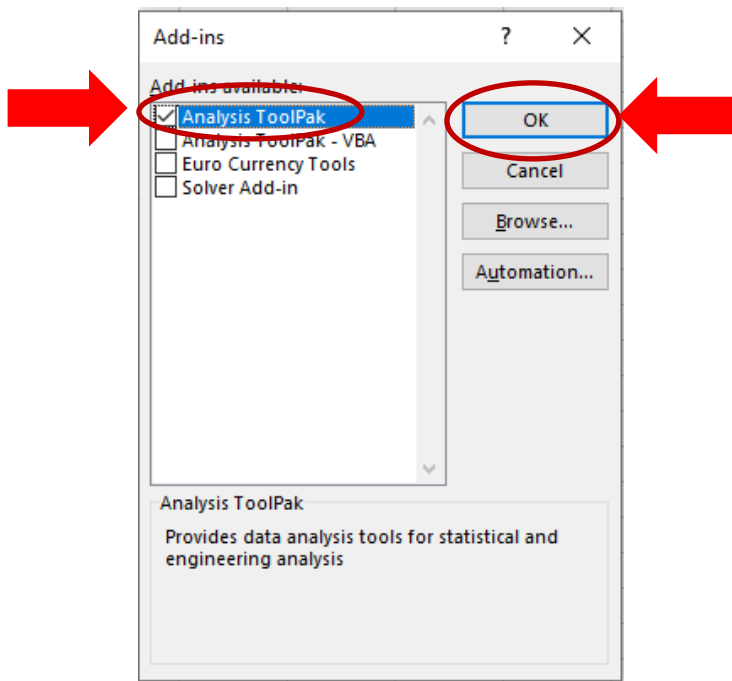 Add-ins ? ×
Add-ins available:
Analysis ToolPak
Analysis ToolPak - VBA
Euro Currency Tools
Solver Add-in
OK
Cancel
Browse...
Automation...
Analysis ToolPak
Provides data analysis tools for statistical and
engineering analysis